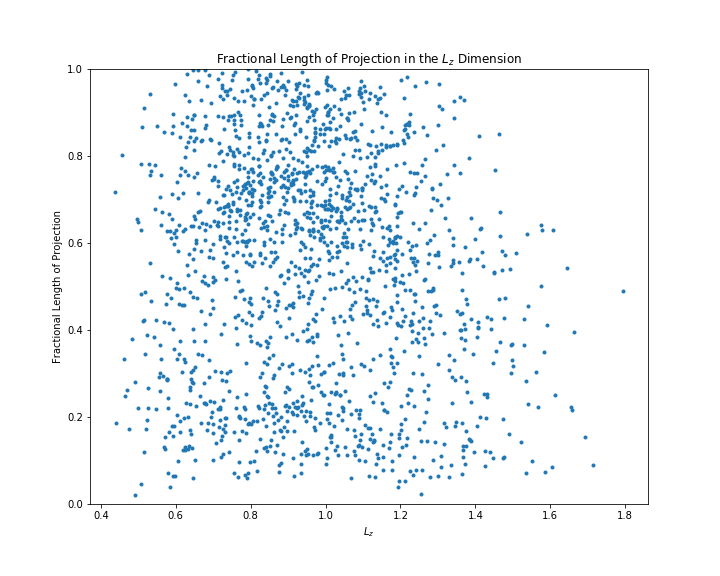 Fractional Length of Projection in the L_z Dimension
1.0
0.8
0.6
0.4
0.2
0.0
Fractional Length of Projection
0.4 0.6 0.8 1.0 1.2 1.4 1.6 1.8
L_z